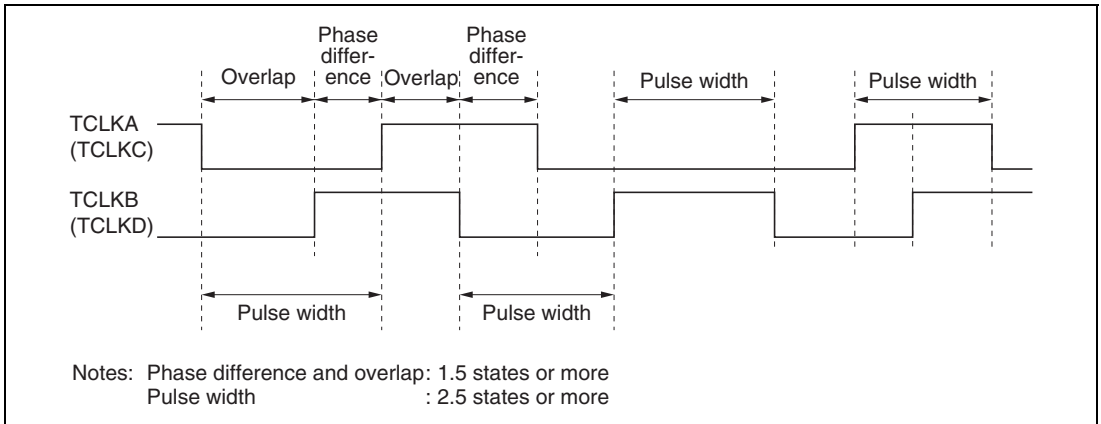 Phase
differ-
ence
Phase
differ-
ence
Overlap
Overlap
Pulse width
Pulse width
TCLKA
(TCLKC)
TCLKB
(TCLKD)
Pulse width
Pulse width
Notes: Phase difference and overlap : 1.5 states or more
Pulse width : 2.5 states or more